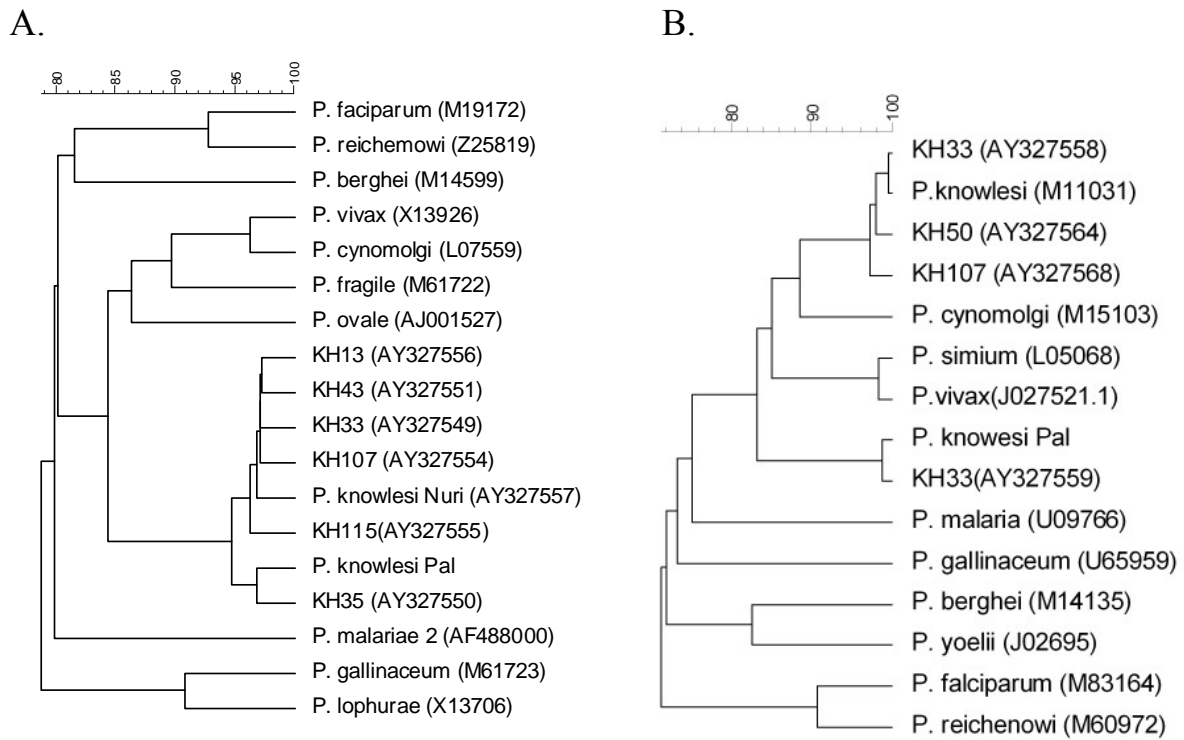 A.
80 85 90 95 100
P. faciparum (M19172)
P. reichemowi (Z25819)
P. berghei (M14599)
P. vivax (X13926)
P. cynomolgi (L07559)
P. fragile (M61722)
P. ovale (AJ001527)
KH13 (AY327556)
KH43 (AY327551)
KH33 (AY327549)
KH107 (AY327554)
P. knowlesi Nuri (AY327557)
KH115(AY327555)
P. knowlesi Pal
KH35 (AY327550)
P. malariae 2 (AF488000)
P. gallinaceum (M61723)
P. lophurae (X13706)
B.
80 90 100
KH33 (AY327558)
P.knowlesi (M11031)
KH50 (AY327564)
KH107 (AY327568)
P. cynomolgi (M15103)
P. simium (L05068)
P.vivax(J027521.1)
P. knowesi Pal
KH33(AY327559)
P. malaria (U09766)
P. gallinaceum (U65959)
P. berghei (M14135)
P. yoelii (J02695)
P. falciparum (M83164)
P. reichenowi (M60972)